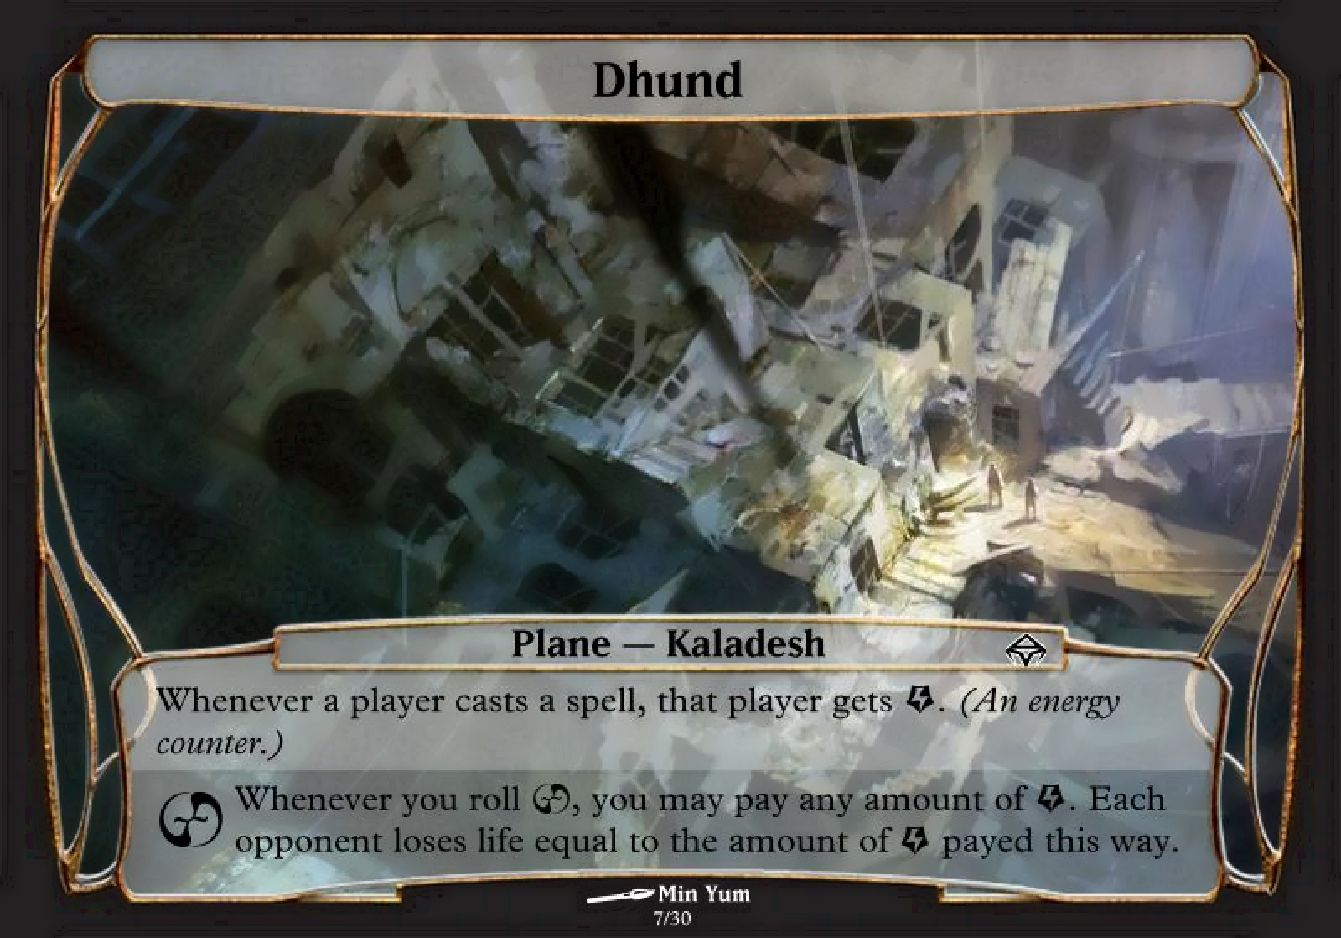 Dhund
Plane — Kaladesh
Whenever a player casts a spell, that player gets . (An energy
counter.)
Whenever you roll , you may pay any amount of . Each
opponent loses life equal to the amount of payed this way.
Min Yum
7/30